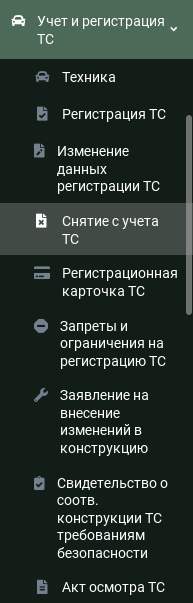 Учет и регистрация
ТС
Техника
Регистрация ТС
Изменение
данных
регистрации ТС
Снятие с учета
ТС
Регистрационная
карточка ТС
Запреты и
ограничения на
регистрацию ТС
Заявление на
внесение
изменений в
конструкцию
Свидетельство о
соотв.
конструкции ТС
требованиям
безопасности
Акт осмотра ТС